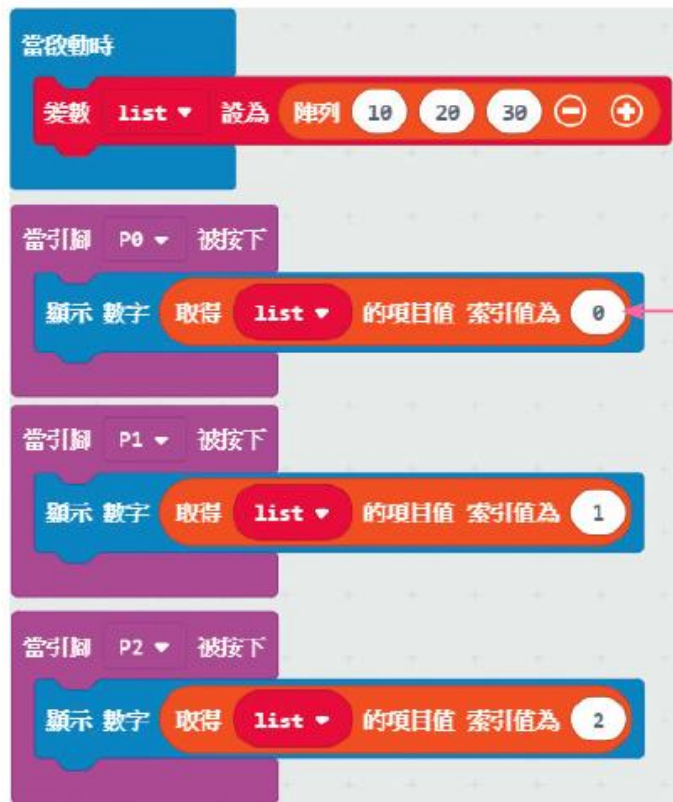 當啟動時
變數 list 設為 陣列 10 20 30
當引腳 P0 被按下
顯示 數字 取得 list 的項目值 索引值為 0
當引腳 P1 被按下
顯示 數字 取得 list 的項目值 索引值為 1
當引腳 P2 被按下
顯示 數字 取得 list 的項目值 索引值為 2